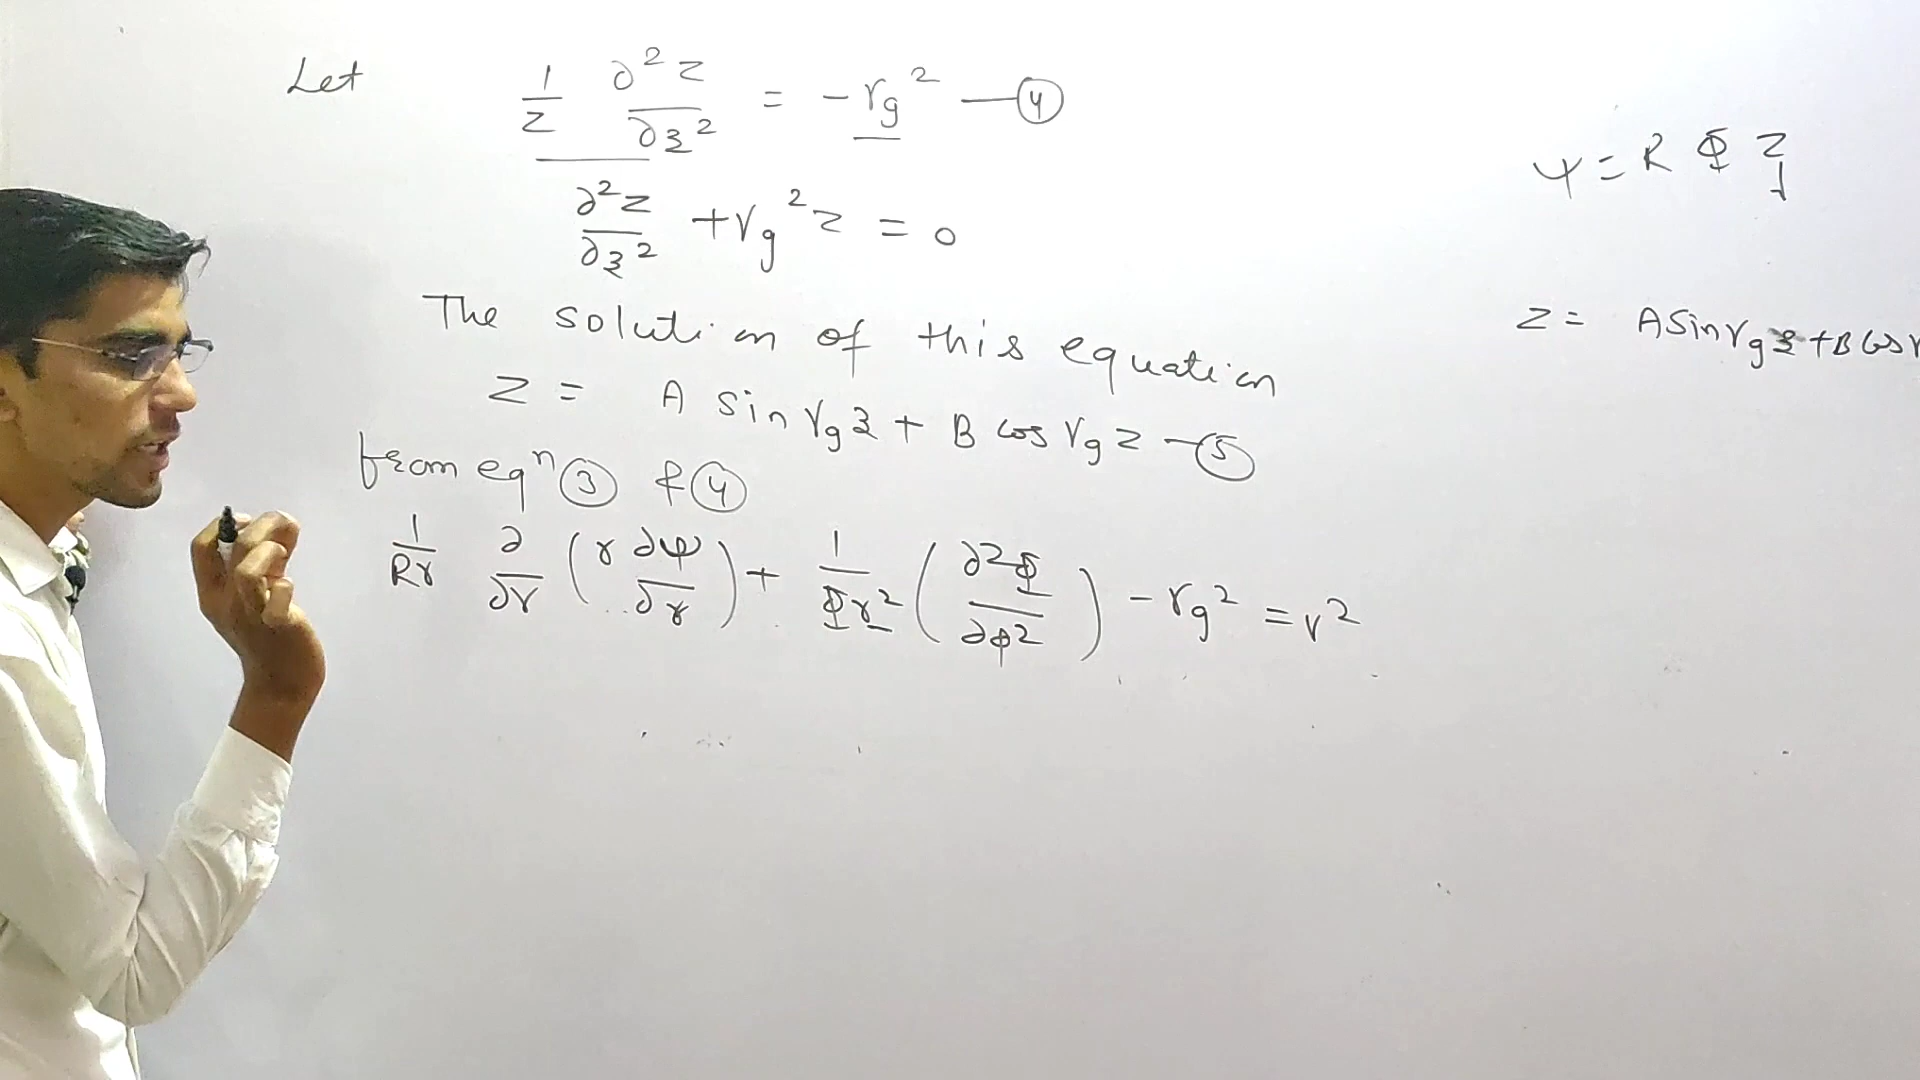 Let 1/Z ∂²Z/∂z² = -γg² —④
∂²Z/∂z² + γg² Z = 0
The solution of this equation
Z = A Sin γg z + B cos γg z —⑤
from eqⁿ ③ & ④
1/Rr ∂/∂r (r ∂ψ/∂r) + 1/Φr² (∂²Φ/∂φ²) - γg² = γ²
ψ = R Φ Z
Z = A Sin γg z + B Cos γ